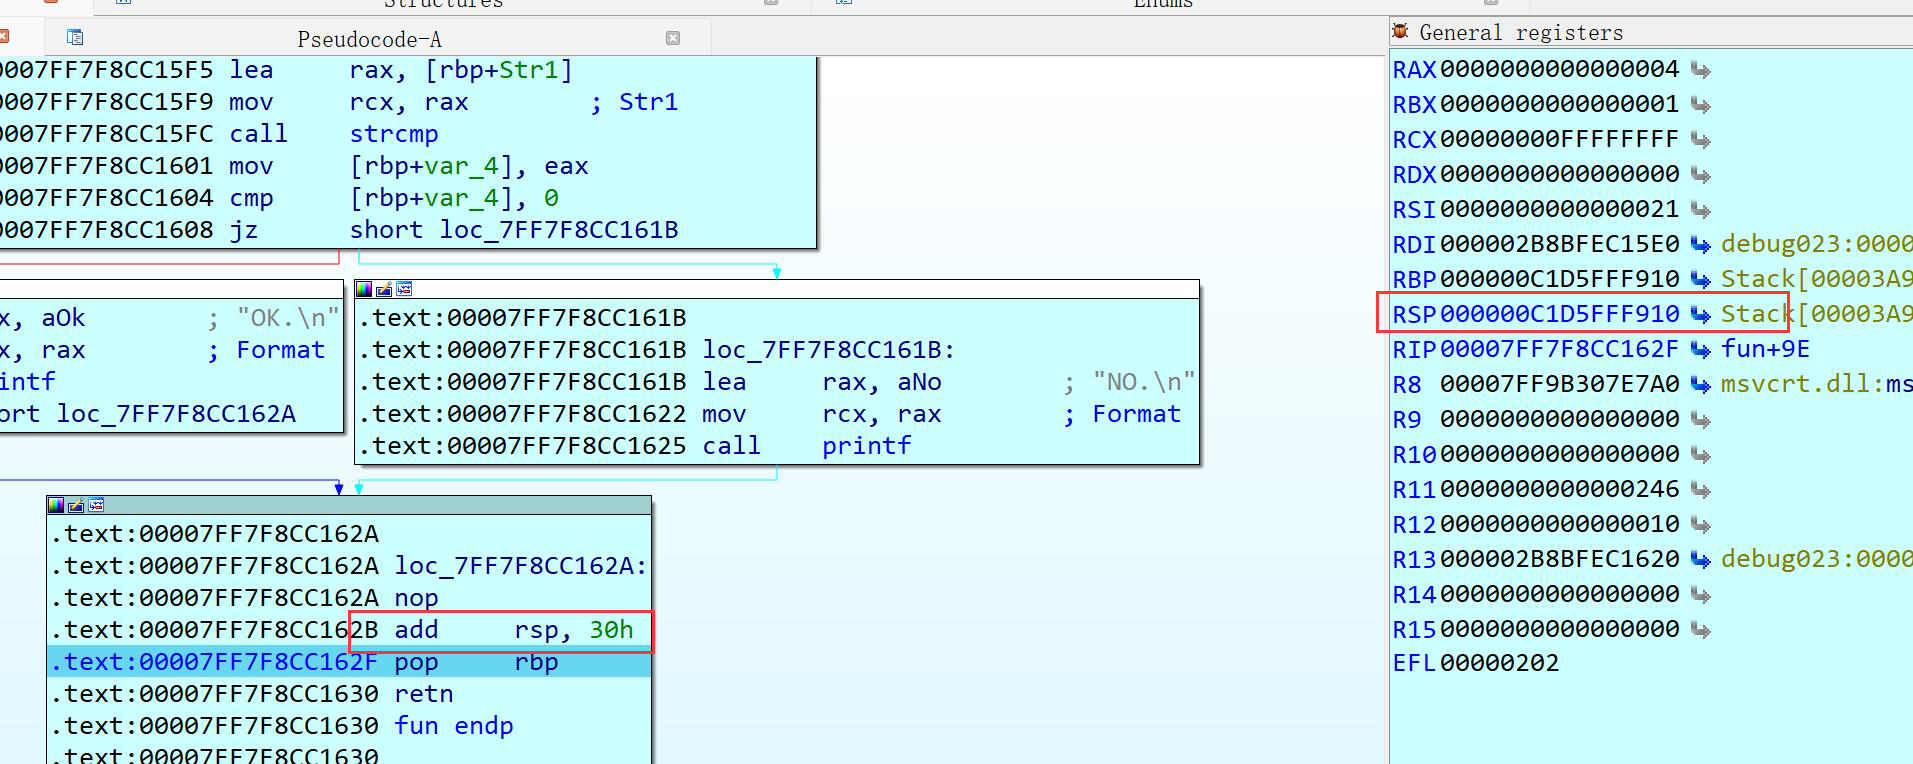 Structures
Enums
Pseudocode-A
General registers
0007FF7F8CC15F5 lea rax, [rbp+Str1]
0007FF7F8CC15F9 mov rcx, rax ; Str1
0007FF7F8CC15FC call strcmp
0007FF7F8CC1601 mov [rbp+var_4], eax
0007FF7F8CC1604 cmp [rbp+var_4], 0
0007FF7F8CC1608 jz short loc_7FF7F8CC161B
x, aOk ; "OK.\n"
x, rax ; Format
intf
ort loc_7FF7F8CC162A
.text:00007FF7F8CC161B
.text:00007FF7F8CC161B loc_7FF7F8CC161B:
.text:00007FF7F8CC161B lea rax, aNo ; "NO.\n"
.text:00007FF7F8CC1622 mov rcx, rax ; Format
.text:00007FF7F8CC1625 call printf
.text:00007FF7F8CC162A
.text:00007FF7F8CC162A loc_7FF7F8CC162A:
.text:00007FF7F8CC162A nop
.text:00007FF7F8CC162B add rsp, 30h
.text:00007FF7F8CC162F pop rbp
.text:00007FF7F8CC1630 retn
.text:00007FF7F8CC1630 fun endp
.text:00007FF7F8CC1630
RAX 0000000000000004
RBX 0000000000000001
RCX 00000000FFFFFFFF
RDX 0000000000000000
RSI 0000000000000021
RDI 000002B8BFEC15E0 debug023:0000
RBP 000000C1D5FFF910 Stack[00003A9
RSP 000000C1D5FFF910 Stack[00003A9
RIP 00007FF7F8CC162F fun+9E
R8 00007FF9B307E7A0 msvcrt.dll:ms
R9 0000000000000000
R10 0000000000000000
R11 0000000000000246
R12 0000000000000010
R13 000002B8BFEC1620 debug023:0000
R14 0000000000000000
R15 0000000000000000
EFL 00000202